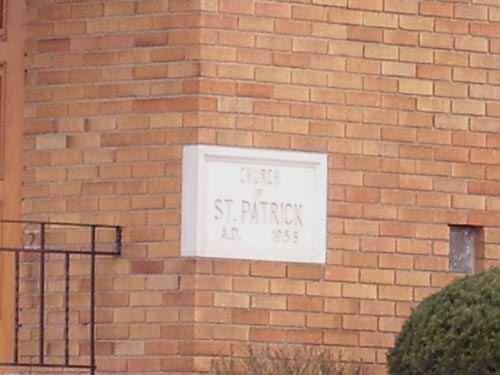 CHURCH
OF
ST. PATRICK
A.D. 1958